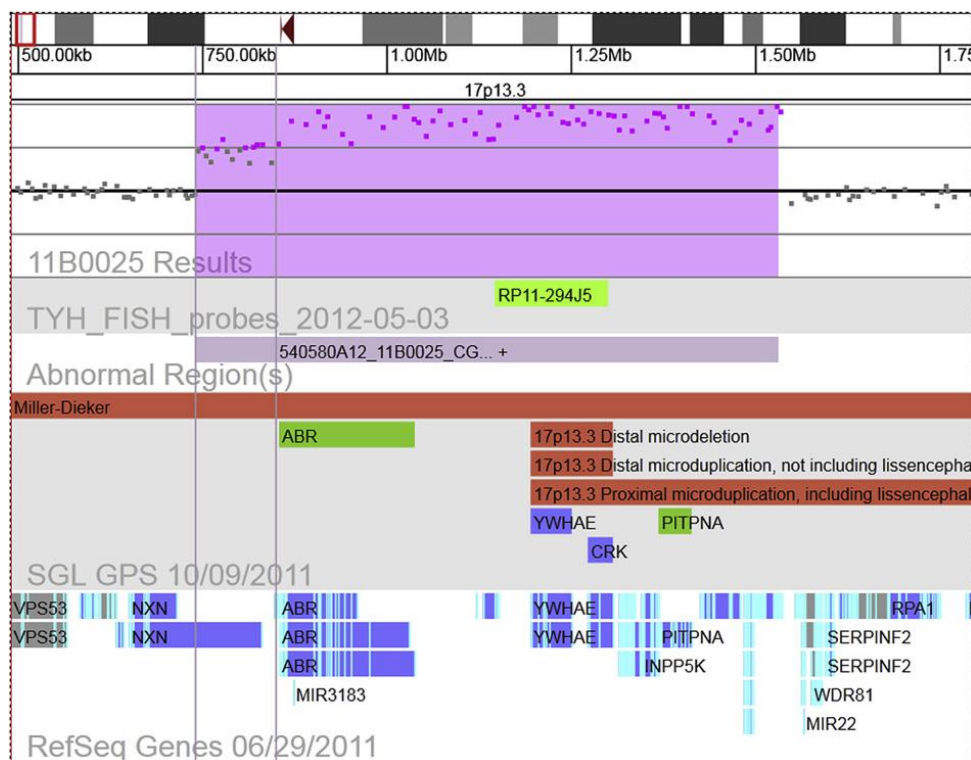 500.00kb 750.00kb 1.00Mb 1.25Mb 1.50Mb 1.75
17p13.3
11B0025 Results
RP11-294J5
TYH_FISH_probes_2012-05-03
540580A12_11B0025_CG... +
Abnormal Region(s)
Miller-Dieker
ABR 17p13.3 Distal microdeletion
17p13.3 Distal microduplication, not including lissencepha
17p13.3 Proximal microduplication, including lissencephal
YWHAE PITPNA
CRK
SGL GPS 10/09/2011
VPS53 NXN ABR YWHAE RPA1
VPS53 NXN ABR YWHAE PITPNA SERPINF2
ABR INPP5K SERPINF2
MIR3183 WDR81
MIR22
RefSeq Genes 06/29/2011